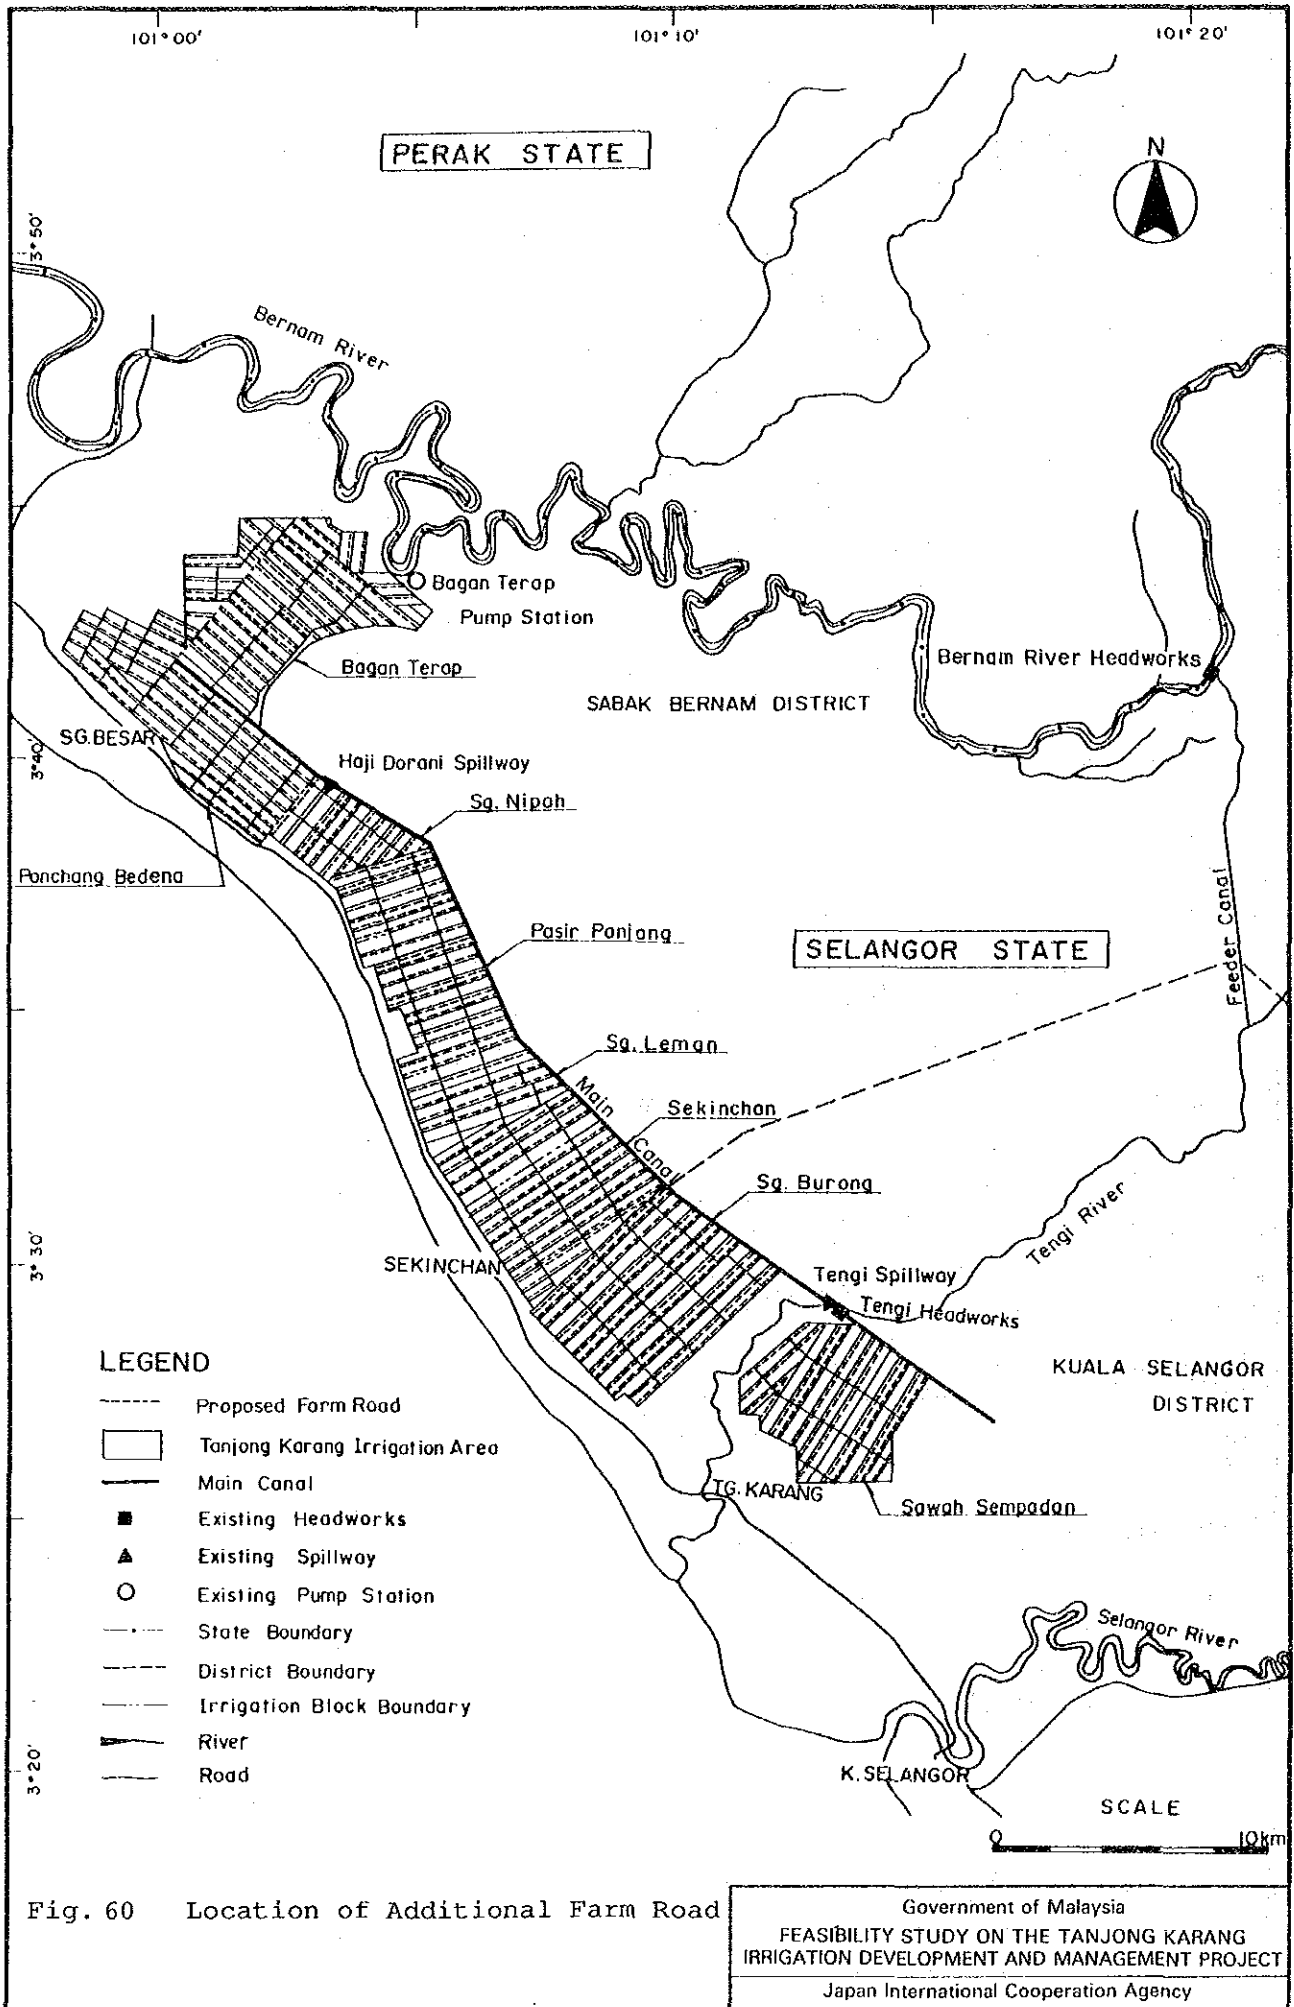 101° 00'
101° 10'
101° 20'
PERAK STATE
N
3° 50'
Bernam River
Bagan Terap
Pump Station
Bagan Terap
Bernam River Headworks
SABAK BERNAM DISTRICT
SG. BESAR
3° 40'
Haji Dorani Spillway
Sg. Nipah
Panchang Bedena
Pasir Panjang
SELANGOR STATE
Feeder Canal
Sg. Leman
Main Canal
Sekinchan
Sg. Burong
Tengi River
3° 30'
SEKINCHAN
Tengi Spillway
Tengi Headworks
KUALA SELANGOR
DISTRICT
TG. KARANG
Sawah Sempadan
LEGEND
Proposed Farm Road
Tanjong Karang Irrigation Area
Main Canal
Existing Headworks
Existing Spillway
Existing Pump Station
State Boundary
District Boundary
Irrigation Block Boundary
River
Road
Selangor River
3° 20'
K. SELANGOR
SCALE
0 10km
Fig. 60 Location of Additional Farm Road
Government of Malaysia
FEASIBILITY STUDY ON THE TANJONG KARANG
IRRIGATION DEVELOPMENT AND MANAGEMENT PROJECT
Japan International Cooperation Agency